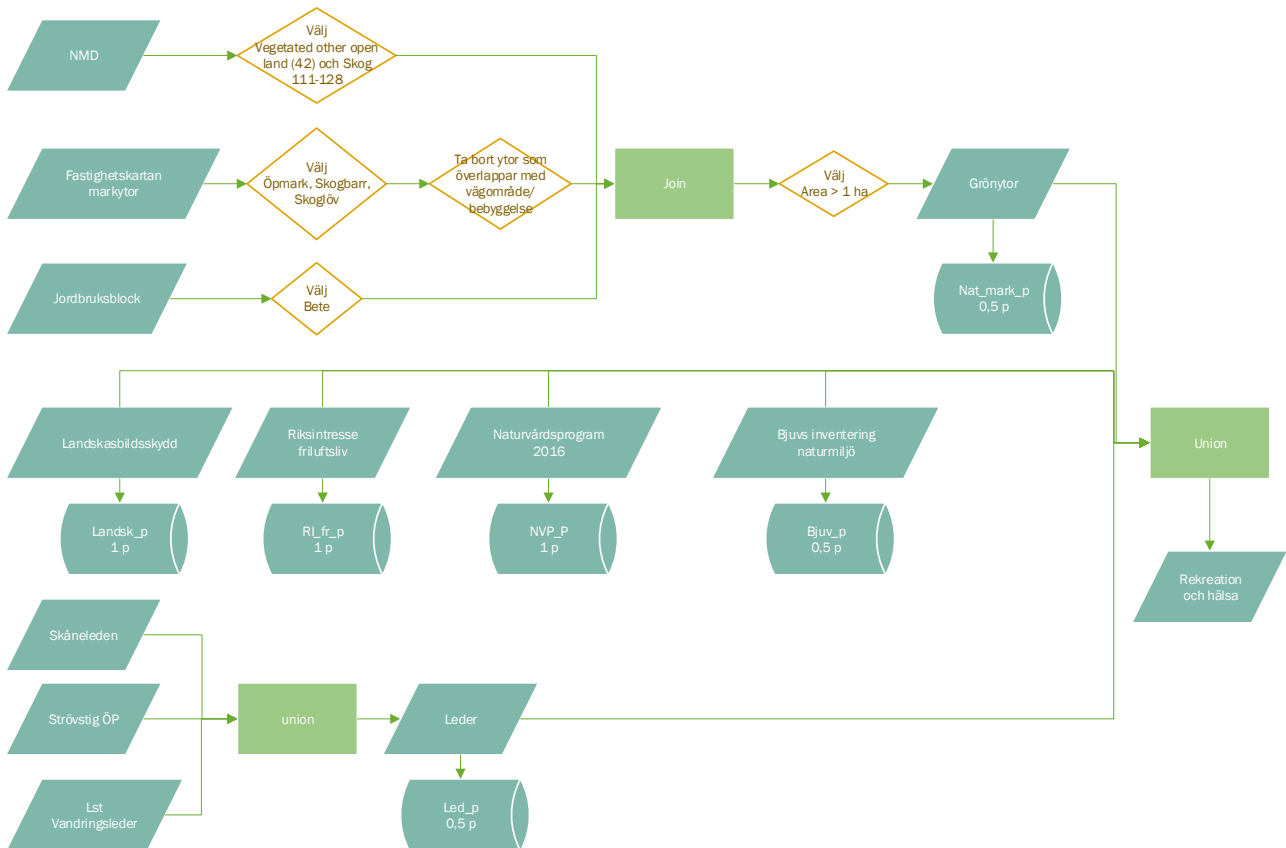 NMD
Välj
Vegetated other open
land (42) och Skog
111-128
Fastighetskartan
markytor
Välj
Öpmark, Skogbarr,
Skoglöv
Ta bort ytor som
överlappar med
vägområde/
bebyggelse
Join
Välj
Area > 1 ha
Grönytor
Jordbruksblock
Välj
Bete
Nat_mark_p
0,5 p
Landskasbildsskydd
Riksintresse
friluftsliv
Naturvårdsprogram
2016
Bjuvs inventering
naturmiljö
Union
Landsk_p
1 p
RI_fr_p
1 p
NVP_P
1 p
Bjuv_p
0,5 p
Rekreation
och hälsa
Skåneleden
Strövstig ÖP
union
Leder
Lst
Vandringsleder
Led_p
0,5 p